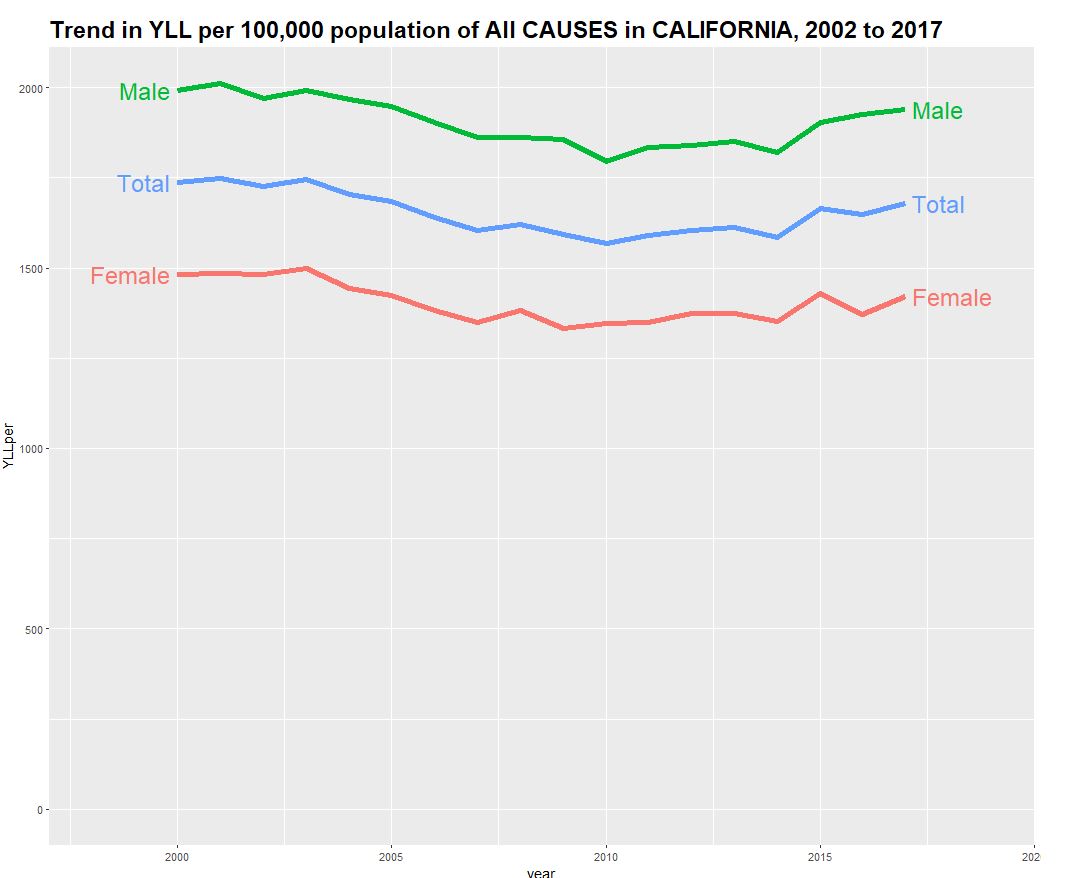 Trend in YLL per 100,000 population of All CAUSES in CALIFORNIA, 2002 to 2017
2000
1500
1000
500
0
YLLper
Male
Total
Female
Male
Total
Female
2000
2005
2010
2015
202
year